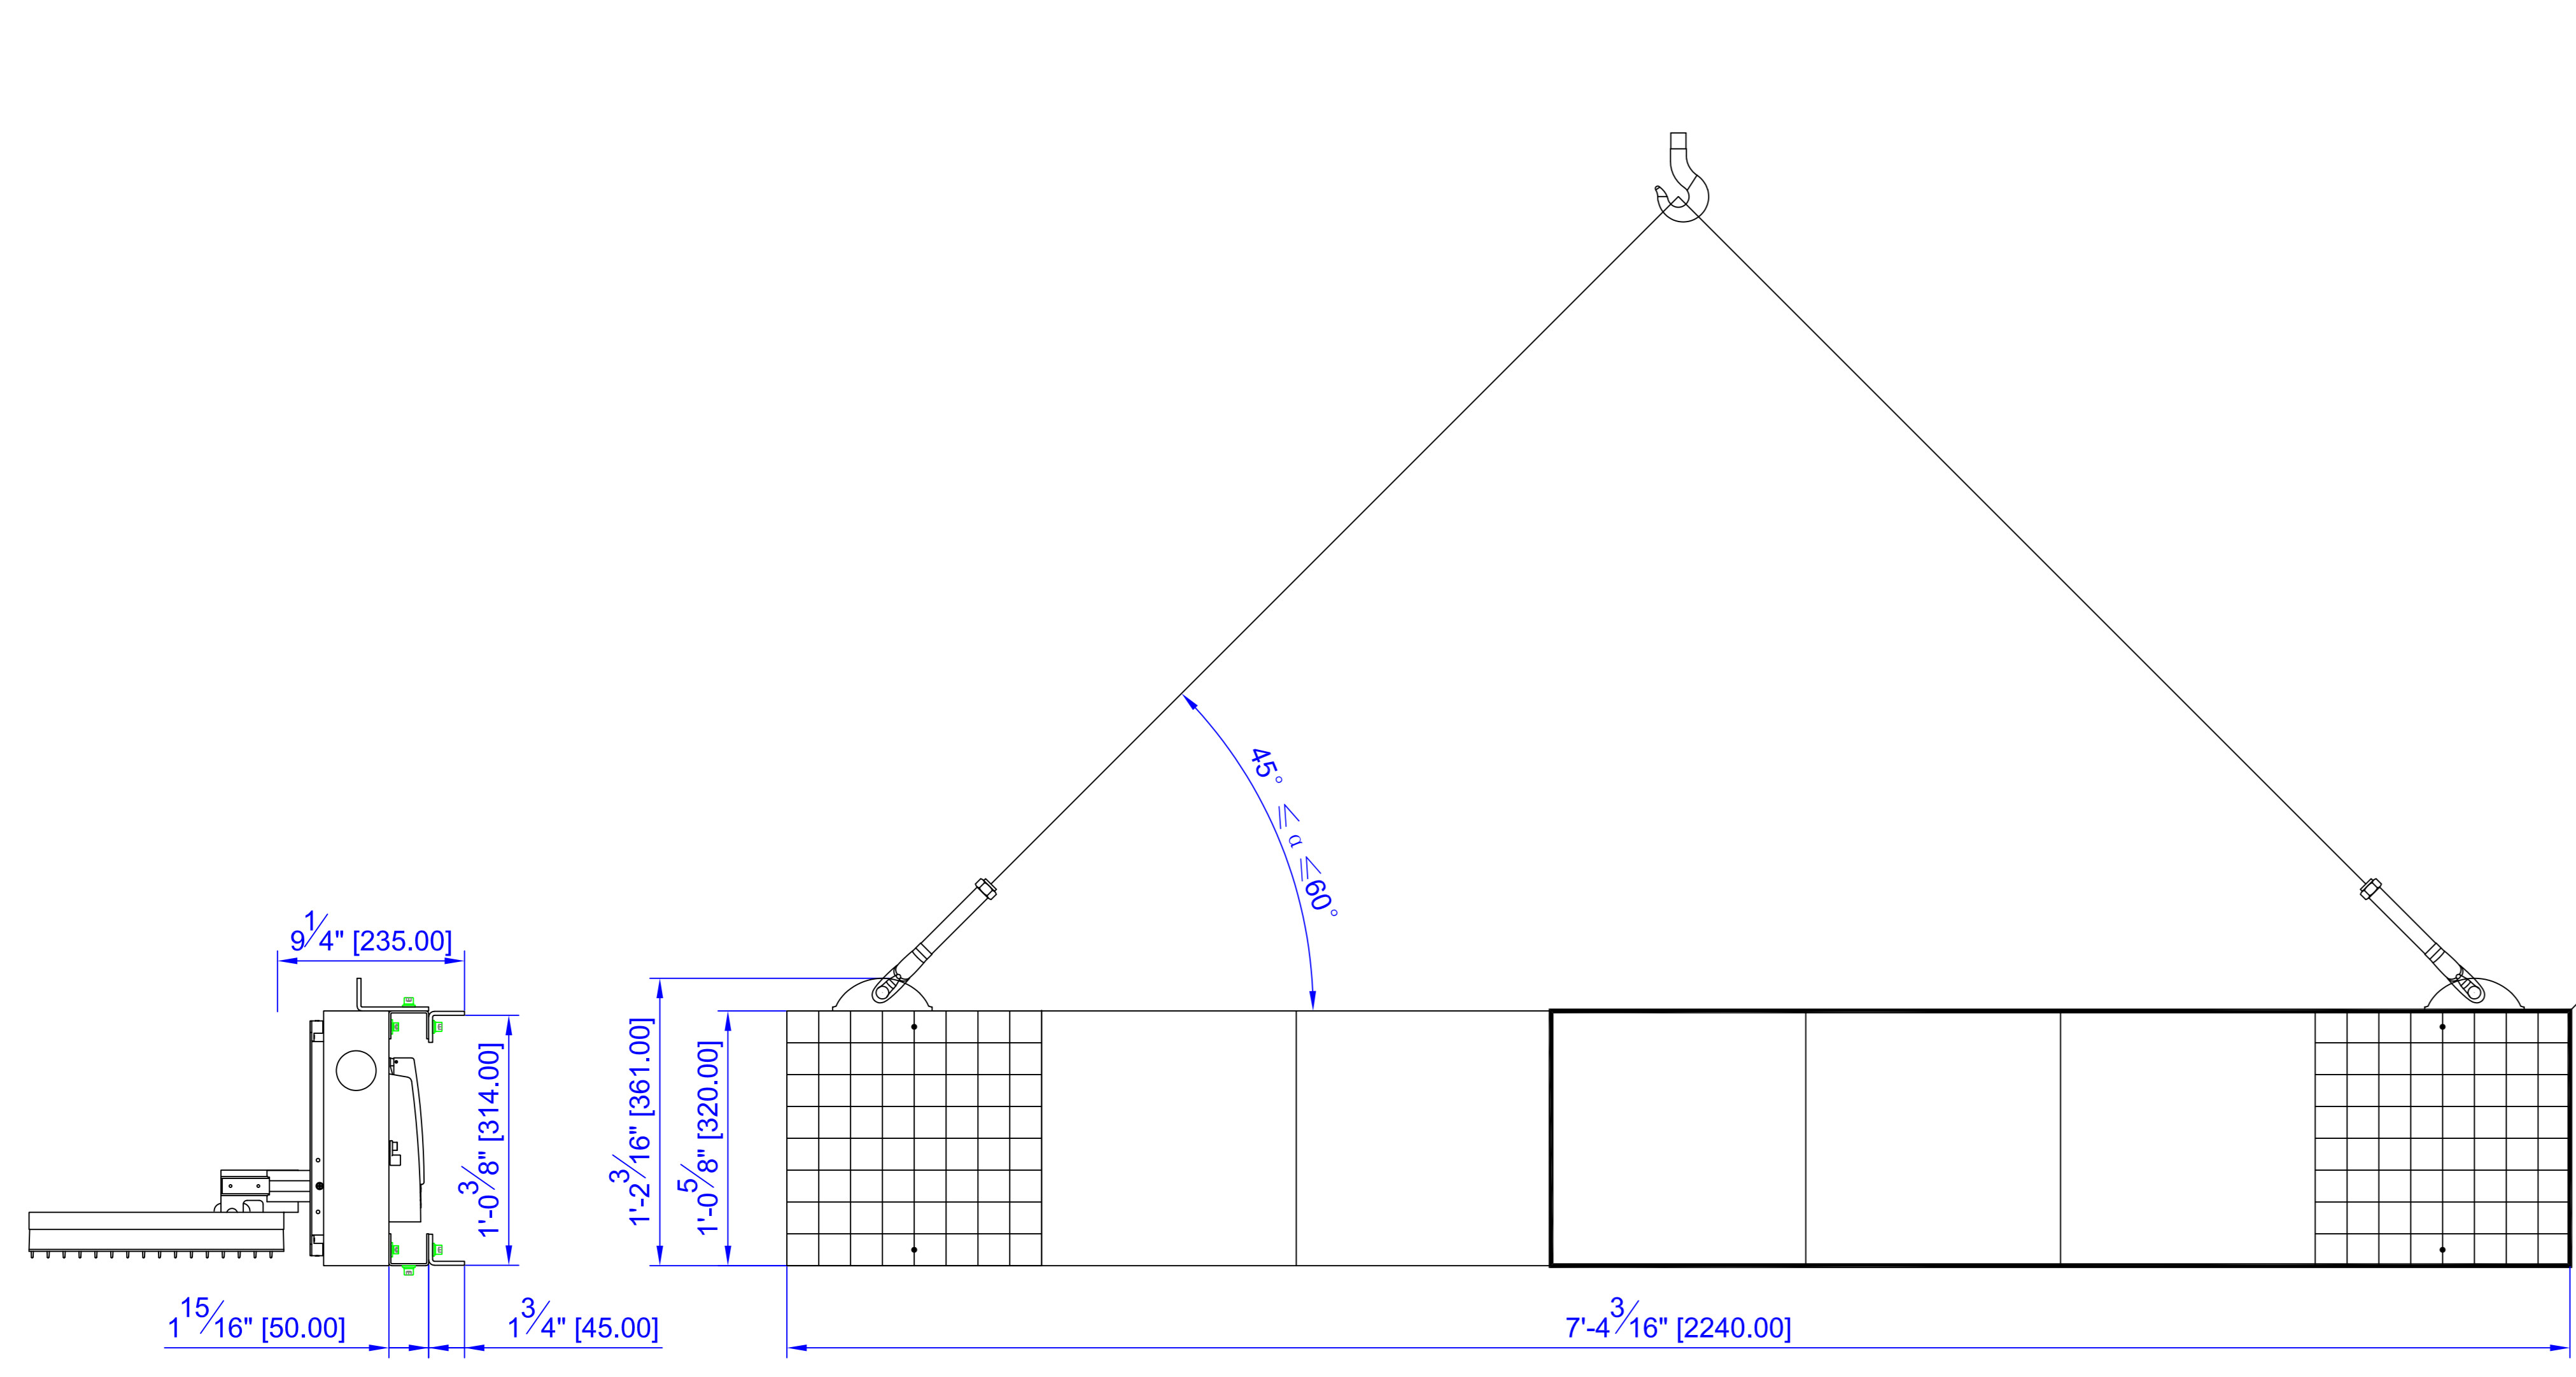 45° ≤ α ≤60°
9 1/4" [235.00]
1'-0 3/8" [314.00]
1'-2 3/16" [361.00]
1'-0 5/8" [320.00]
1 15/16" [50.00]
1 3/4" [45.00]
7'-4 3/16" [2240.00]